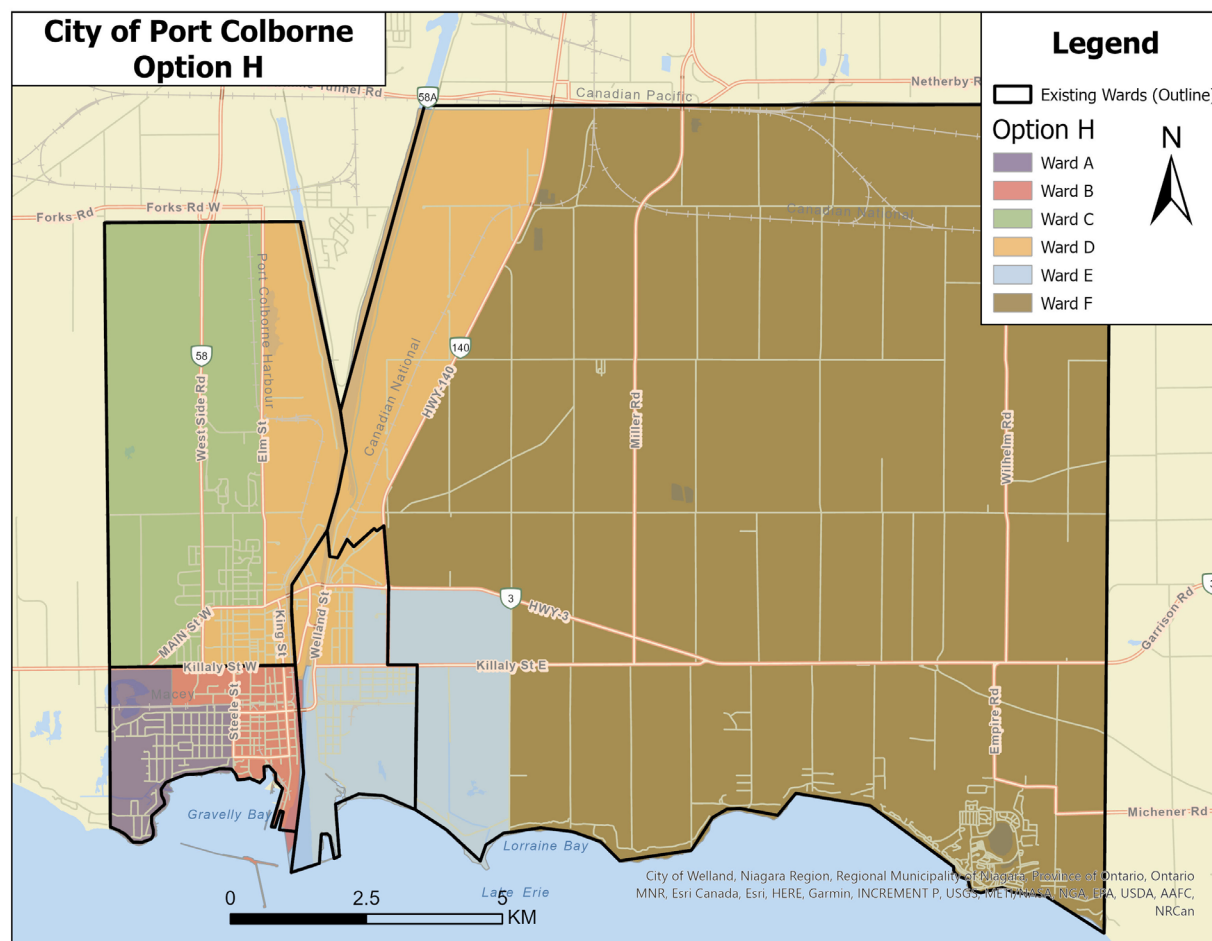 City of Port Colborne
Option H
Legend
Existing Wards (Outline)
Option H
Ward A
Ward B
Ward C
Ward D
Ward E
Ward F
N
Tunnel Rd
58A
Canadian Pacific
Netherby R
Forks Rd
Forks Rd W
Canadian National
Port Colborne Harbour
58
West Side Rd
Elm St
Canadian National
140
HWY-140
Miller Rd
Wilhelm Rd
3
HWY-3
3
Garrison Rd
MAIN St W
King St
Welland St
Killaly St W
Killaly St E
Macey
Steele St
Empire Rd
Michener Rd
Gravelly Bay
Lorraine Bay
Lake Erie
0 2.5 5
KM
City of Welland, Niagara Region, Regional Municipality of Niagara, Province of Ontario, Ontario
MNR, Esri Canada, Esri, HERE, Garmin, INCREMENT P, USGS, METI/NASA, NGA, EPA, USDA, AAFC,
NRCan